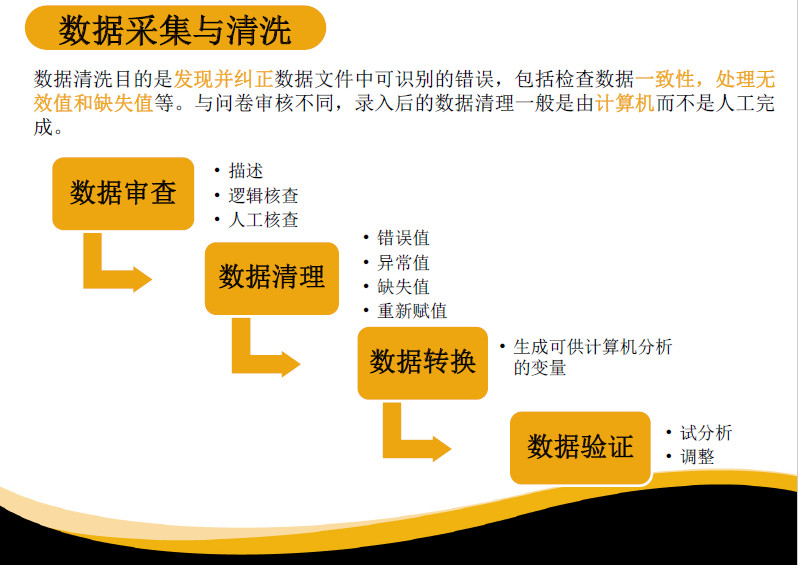 数据采集与清洗
数据清洗目的是发现并纠正数据文件中可识别的错误，包括检查数据一致性，处理无
效值和缺失值等。与问卷审核不同，录入后的数据清理一般是由计算机而不是人工完
成。
数据审查
• 描述
• 逻辑核查
• 人工核查
数据清理
• 错误值
• 异常值
• 缺失值
• 重新赋值
数据转换
• 生成可供计算机分析
的变量
数据验证
• 试分析
• 调整